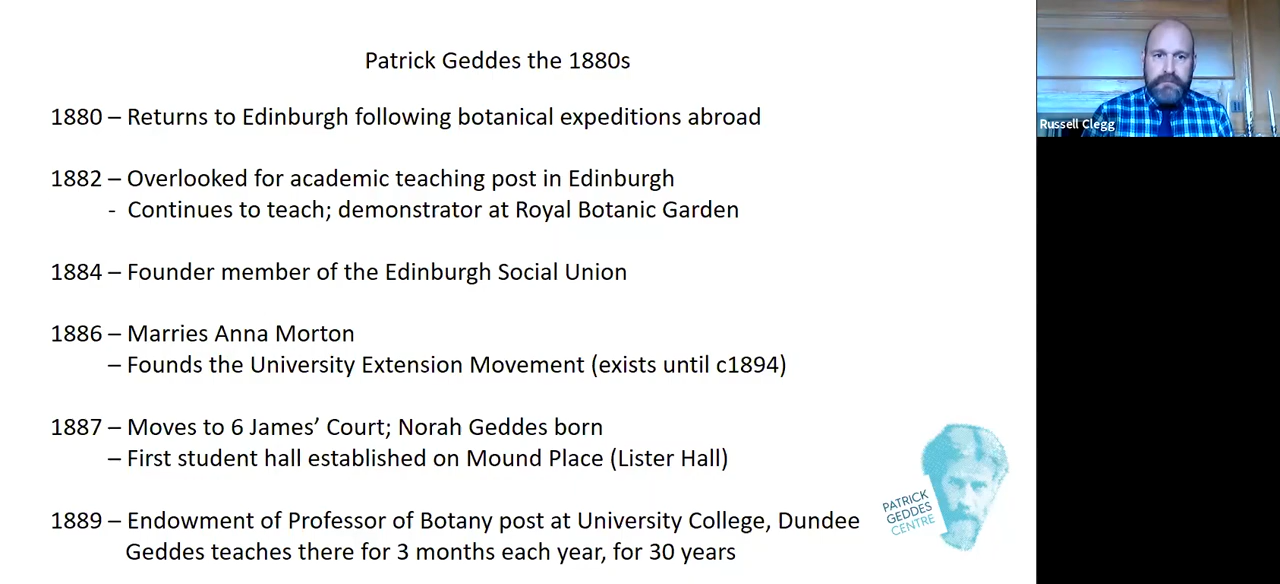 Patrick Geddes the 1880s
1880 – Returns to Edinburgh following botanical expeditions abroad
1882 – Overlooked for academic teaching post in Edinburgh
- Continues to teach; demonstrator at Royal Botanic Garden
1884 – Founder member of the Edinburgh Social Union
1886 – Marries Anna Morton
– Founds the University Extension Movement (exists until c1894)
1887 – Moves to 6 James’ Court; Norah Geddes born
– First student hall established on Mound Place (Lister Hall)
1889 – Endowment of Professor of Botany post at University College, Dundee
Geddes teaches there for 3 months each year, for 30 years
PATRICK
GEDDES
CENTRE
Russell Clegg